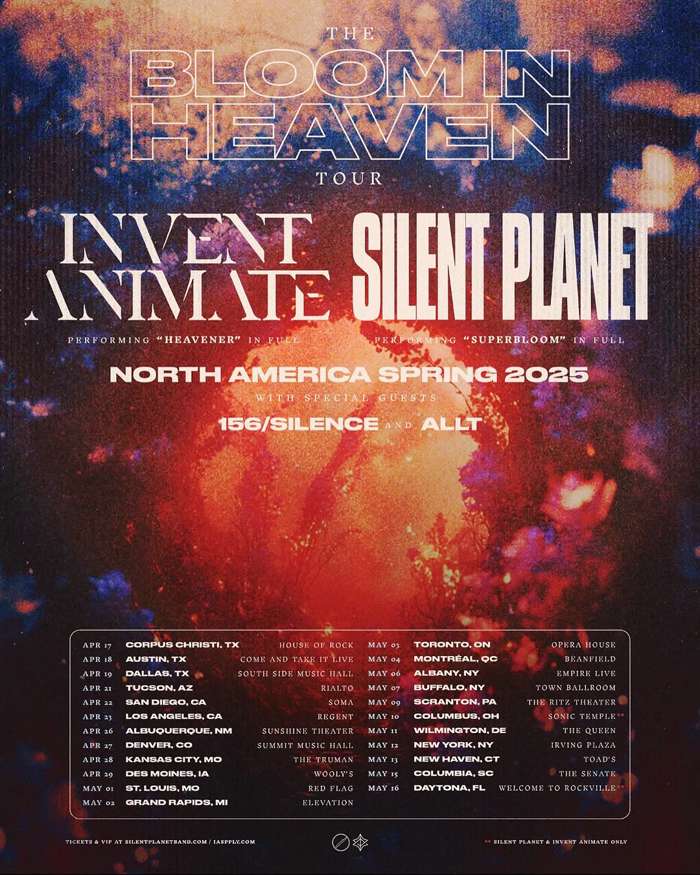 THE
BLOOM IN
HEAVEN
TOUR
INVENT
ANIMATE
SILENT PLANET
PERFORMING “HEAVENER” IN FULL
PERFORMING “SUPERBLOOM” IN FULL
NORTH AMERICA SPRING 2025
WITH SPECIAL GUESTS
156/SILENCE AND ALLT
APR 17 CORPUS CHRISTI, TX HOUSE OF ROCK
APR 18 AUSTIN, TX COME AND TAKE IT LIVE
APR 19 DALLAS, TX SOUTH SIDE MUSIC HALL
APR 21 TUCSON, AZ RIALTO
APR 22 SAN DIEGO, CA SOMA
APR 23 LOS ANGELES, CA REGENT
APR 26 ALBUQUERQUE, NM SUNSHINE THEATER
APR 27 DENVER, CO SUMMIT MUSIC HALL
APR 28 KANSAS CITY, MO THE TRUMAN
APR 29 DES MOINES, IA WOOLY'S
MAY 01 ST. LOUIS, MO RED FLAG
MAY 02 GRAND RAPIDS, MI ELEVATION
MAY 03 TORONTO, ON OPERA HOUSE
MAY 04 MONTRÉAL, QC BEANFIELD
MAY 06 ALBANY, NY EMPIRE LIVE
MAY 07 BUFFALO, NY TOWN BALLROOM
MAY 09 SCRANTON, PA THE RITZ THEATER
MAY 10 COLUMBUS, OH SONIC TEMPLE**
MAY 11 WILMINGTON, DE THE QUEEN
MAY 12 NEW YORK, NY IRVING PLAZA
MAY 13 NEW HAVEN, CT TOAD'S
MAY 15 COLUMBIA, SC THE SENATE
MAY 16 DAYTONA, FL WELCOME TO ROCKVILLE**
TICKETS & VIP AT SILENTPLANETBAND.COM / IASPPLY.COM
** SILENT PLANET & INVENT ANIMATE ONLY